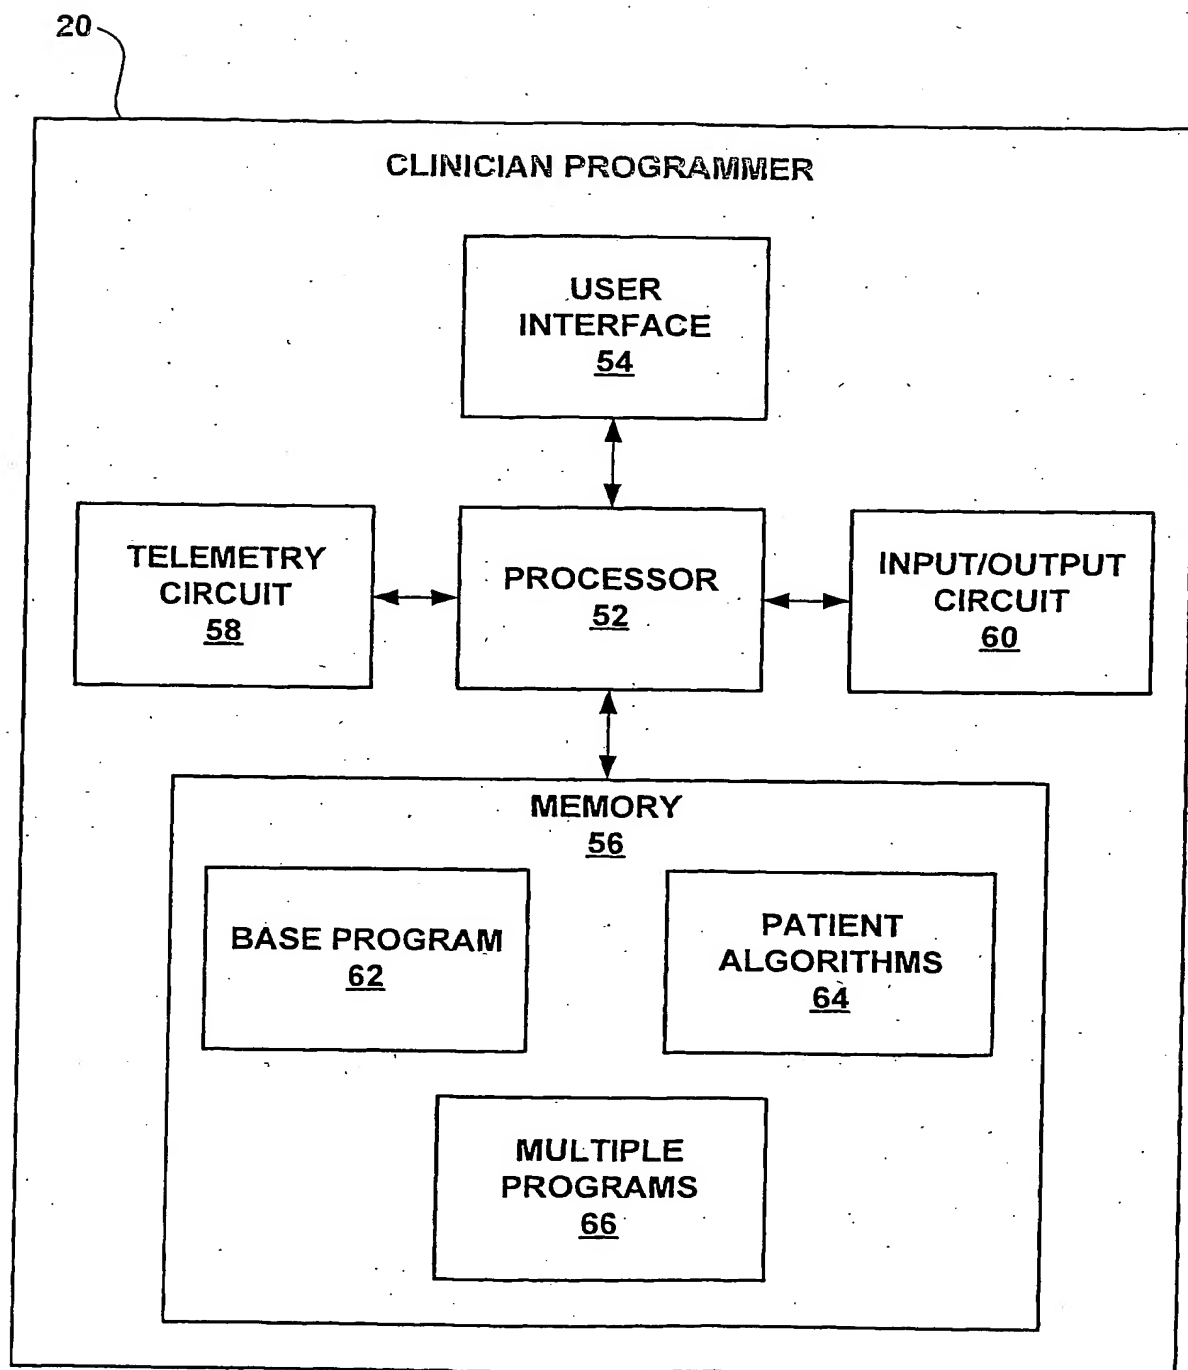 20
CLINICIAN PROGRAMMER
USER
INTERFACE
54
TELEMETRY
CIRCUIT
58
PROCESSOR
52
INPUT/OUTPUT
CIRCUIT
60
MEMORY
56
BASE PROGRAM
62
PATIENT
ALGORITHMS
64
MULTIPLE
PROGRAMS
66